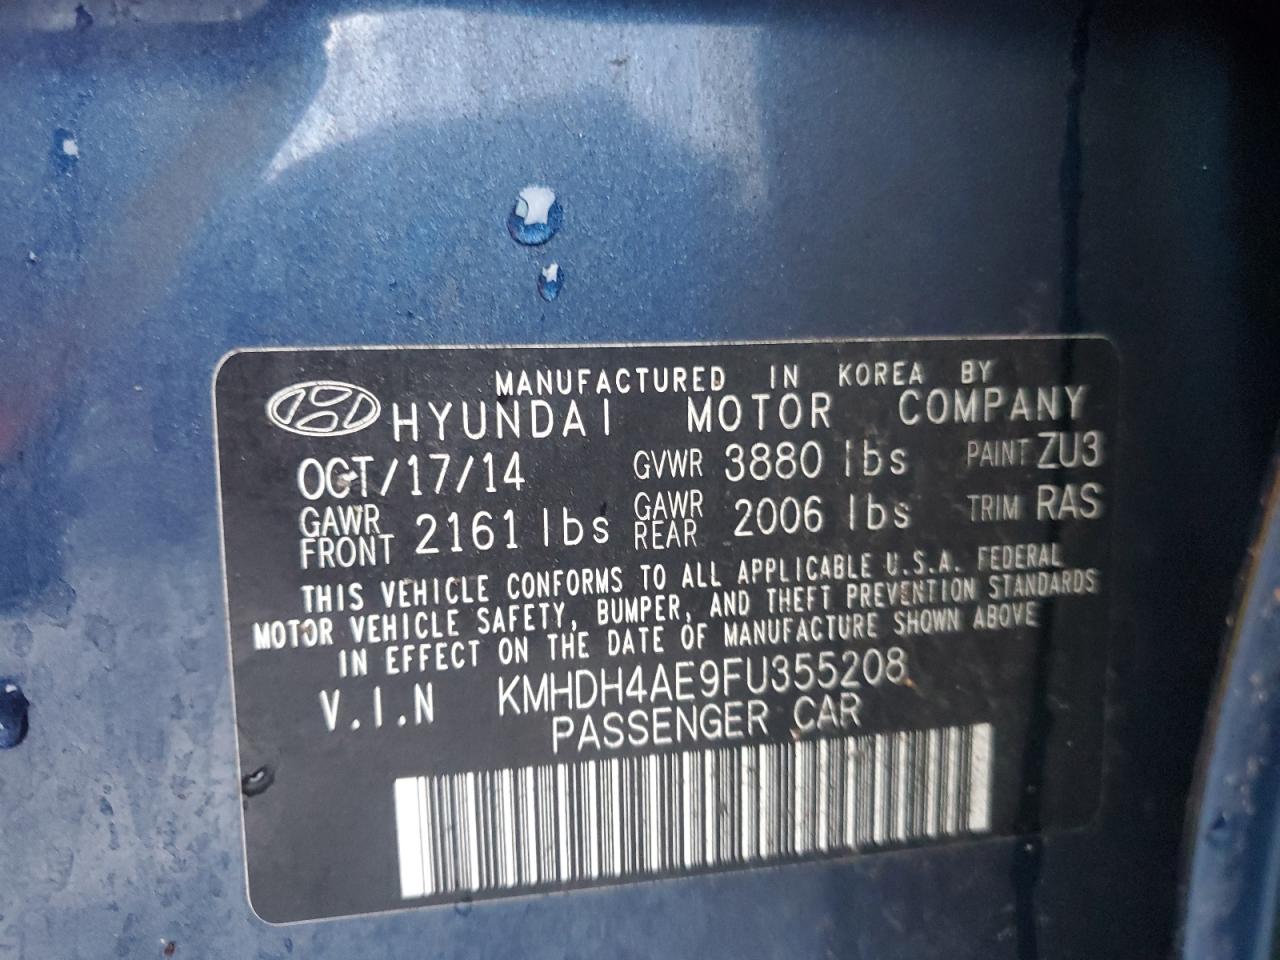 MANUFACTURED IN KOREA BY
HYUNDAI MOTOR COMPANY
OCT/17/14 GVWR 3880 lbs PAINT ZU3
GAWR FRONT 2161 lbs GAWR REAR 2006 lbs TRIM RAS
THIS VEHICLE CONFORMS TO ALL APPLICABLE U.S.A. FEDERAL
MOTOR VEHICLE SAFETY, BUMPER, AND THEFT PREVENTION STANDARDS
IN EFFECT ON THE DATE OF MANUFACTURE SHOWN ABOVE
V.I.N KMHDH4AE9FU355208
PASSENGER CAR